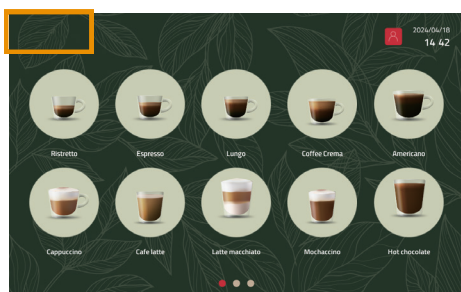 2024/04/18
14 42
Ristretto
Espresso
Lungo
Coffee Crema
Americano
Cappuccino
Cafe latte
Latte macchiato
Mochaccino
Hot chocolate